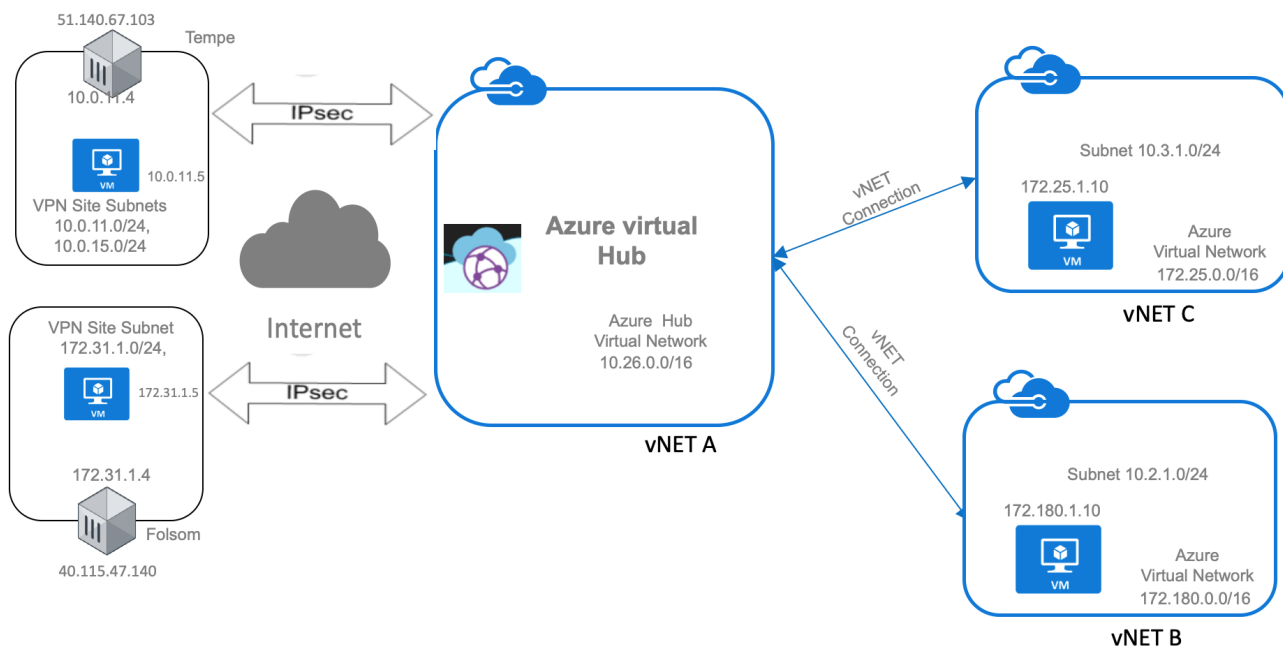 51.140.67.103
Tempe
10.0.11.4
VM
10.0.11.5
VPN Site Subnets
10.0.11.0/24,
10.0.15.0/24
IPsec
Internet
IPsec
VPN Site Subnet
172.31.1.0/24,
VM
172.31.1.5
172.31.1.4
Folsom
40.115.47.140
Azure virtual
Hub
Azure Hub
Virtual Network
10.26.0.0/16
vNET A
vNET
Connection
vNET
Connection
Subnet 10.3.1.0/24
172.25.1.10
VM
Azure
Virtual Network
172.25.0.0/16
vNET C
Subnet 10.2.1.0/24
172.180.1.10
VM
Azure
Virtual Network
172.180.0.0/16
vNET B